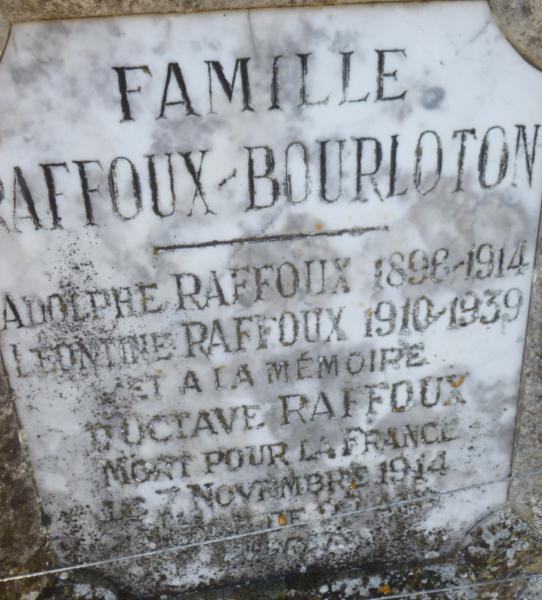 FAMILLE
RAFFOUX-BOURLOTON
ADOLPHE RAFFOUX 1896-1914
LEONTINE RAFFOUX 1910-1939
ET A LA MÉMOIRE
D'OCTAVE RAFFOUX
MORT POUR LA FRANCE
LE 7 NOVEMBRE 1914